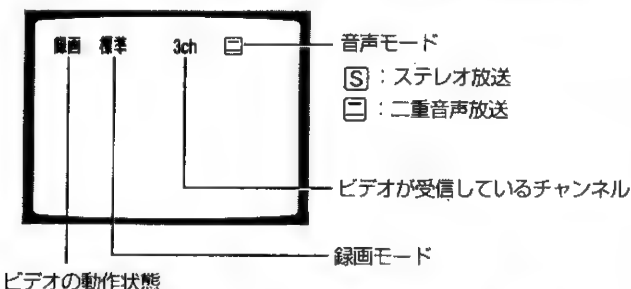 録画 標準 3ch 二
音声モード
S：ステレオ放送
二：二重音声放送
ビデオが受信しているチャンネル
録画モード
ビデオの動作状態